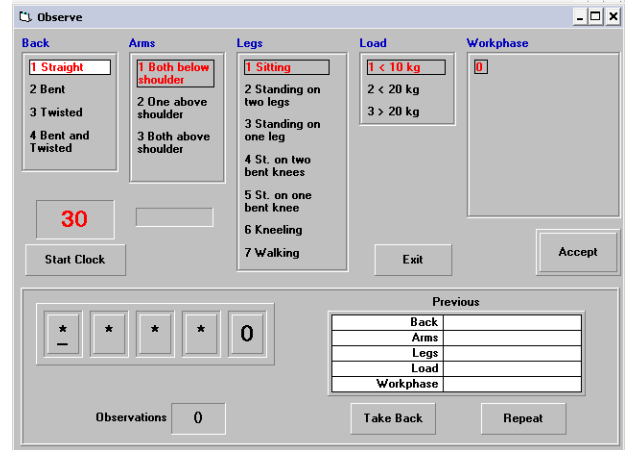 Observe
Back
Arms
Legs
Load
Workphase
1 Straight
2 Bent
3 Twisted
4 Bent and
Twisted
1 Both below
shoulder
2 One above
shoulder
3 Both above
shoulder
1 Sitting
2 Standing on
two legs
3 Standing on
one leg
4 St. on two
bent knees
5 St. on one
bent knee
6 Kneeling
7 Walking
1 < 10 kg
2 < 20 kg
3 > 20 kg
0
30
Start Clock
Exit
Accept
* * * * 0
Observations 0
Previous
Back
Arms
Legs
Load
Workphase
Take Back
Repeat